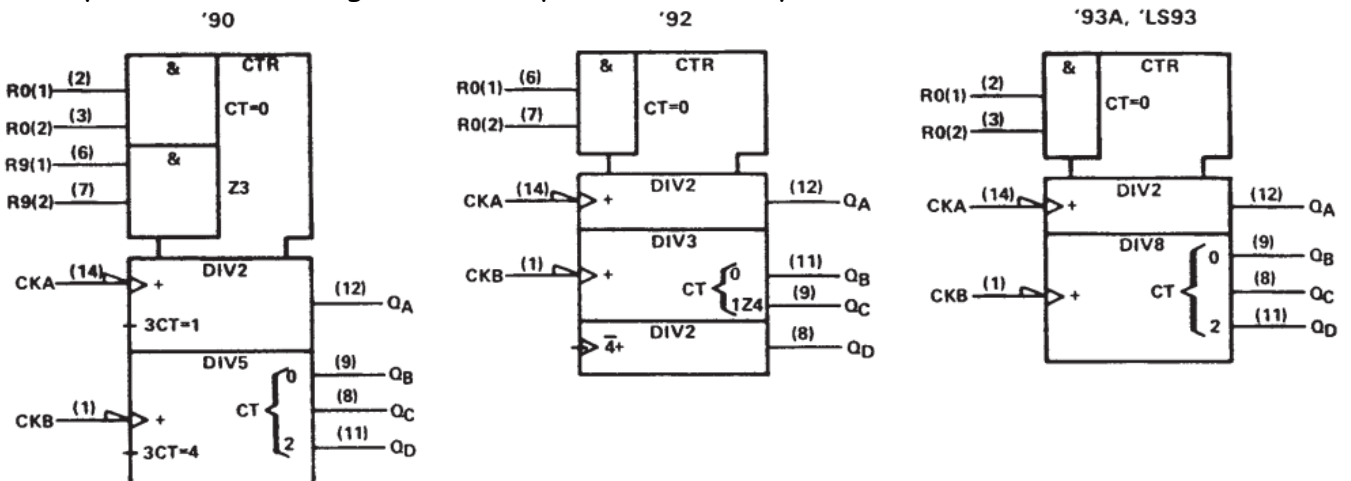 '90
&
CTR
R0(1) (2)
CT=0
R0(2) (3)
&
R9(1) (6)
Z3
R9(2) (7)
DIV2
CKA (14) +
(12) QA
3CT=1
DIV5
0 (9) QB
CT (8) QC
CKB (1) +
2 (11) QD
3CT=4
'92
&
CTR
R0(1) (6)
CT=0
R0(2) (7)
DIV2
CKA (14) + (12) QA
DIV3
CKB (1) + 0 (11) QB
CT
1Z4 (9) QC
DIV2
4+ (8) QD
'93A, 'LS93
&
CTR
R0(1) (2)
CT=0
R0(2) (3)
DIV2
CKA (14) + (12) QA
DIV8
0 (9) QB
CKB (1) + CT (8) QC
2 (11) QD